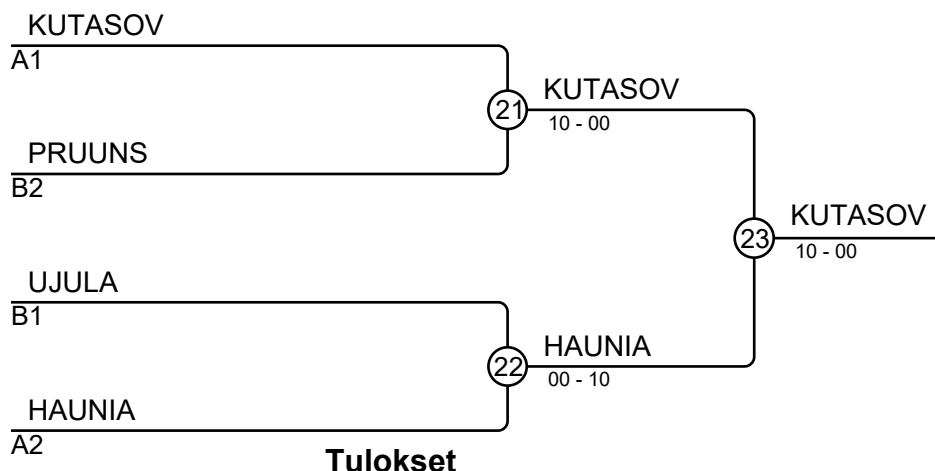 KUTASOV
A1
21
KUTASOV
10 - 00
PRUUNS
B2
23
KUTASOV
10 - 00
UJULA
B1
22
HAUNIA
00 - 10
HAUNIA
A2
Tulokset